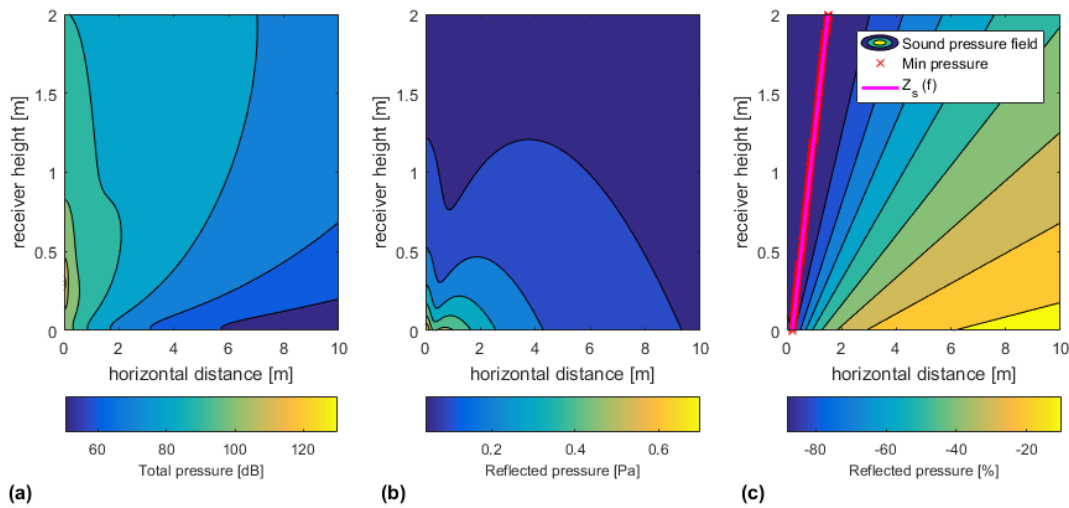 2
1.5
1
0.5
0
receiver height [m]
0 2 4 6 8 10
horizontal distance [m]
60 80 100 120
Total pressure [dB]
(a)
2
1.5
1
0.5
0
receiver height [m]
0 2 4 6 8 10
horizontal distance [m]
0.2 0.4 0.6
Reflected pressure [Pa]
(b)
2
1.5
1
0.5
0
receiver height [m]
Sound pressure field
Min pressure
Z_s (f)
0 2 4 6 8 10
horizontal distance [m]
-80 -60 -40 -20
Reflected pressure [%]
(c)